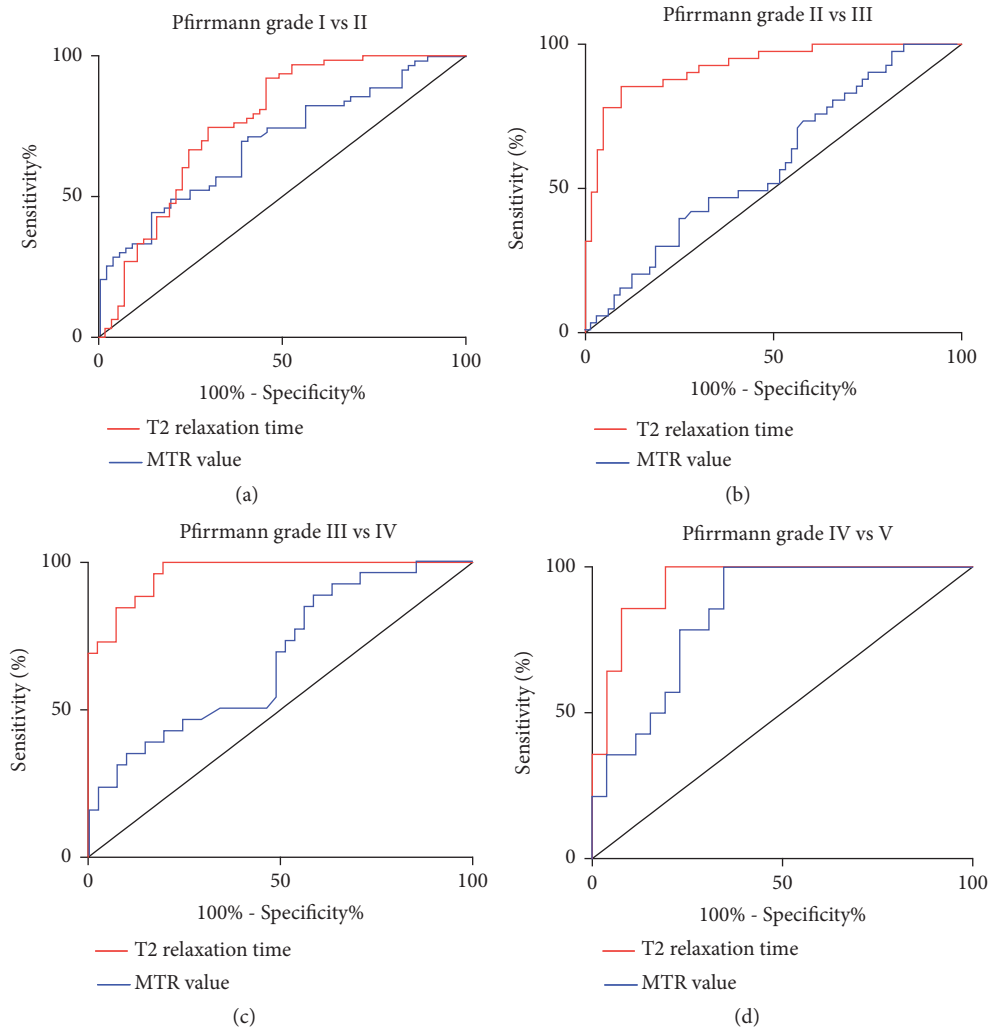 Pfirrmann grade I vs II
100
50
0
Sensitivity%
0
50
100
100% - Specificity%
T2 relaxation time
MTR value
(a)
Pfirrmann grade II vs III
100
50
0
Sensitivity (%)
0
50
100
100% - Specificity%
T2 relaxation time
MTR value
(b)
Pfirrmann grade III vs IV
100
50
0
Sensitivity (%)
0
50
100
100% - Specificity%
T2 relaxation time
MTR value
(c)
Pfirrmann grade IV vs V
100
50
0
Sensitivity (%)
0
50
100
100% - Specificity%
T2 relaxation time
MTR value
(d)